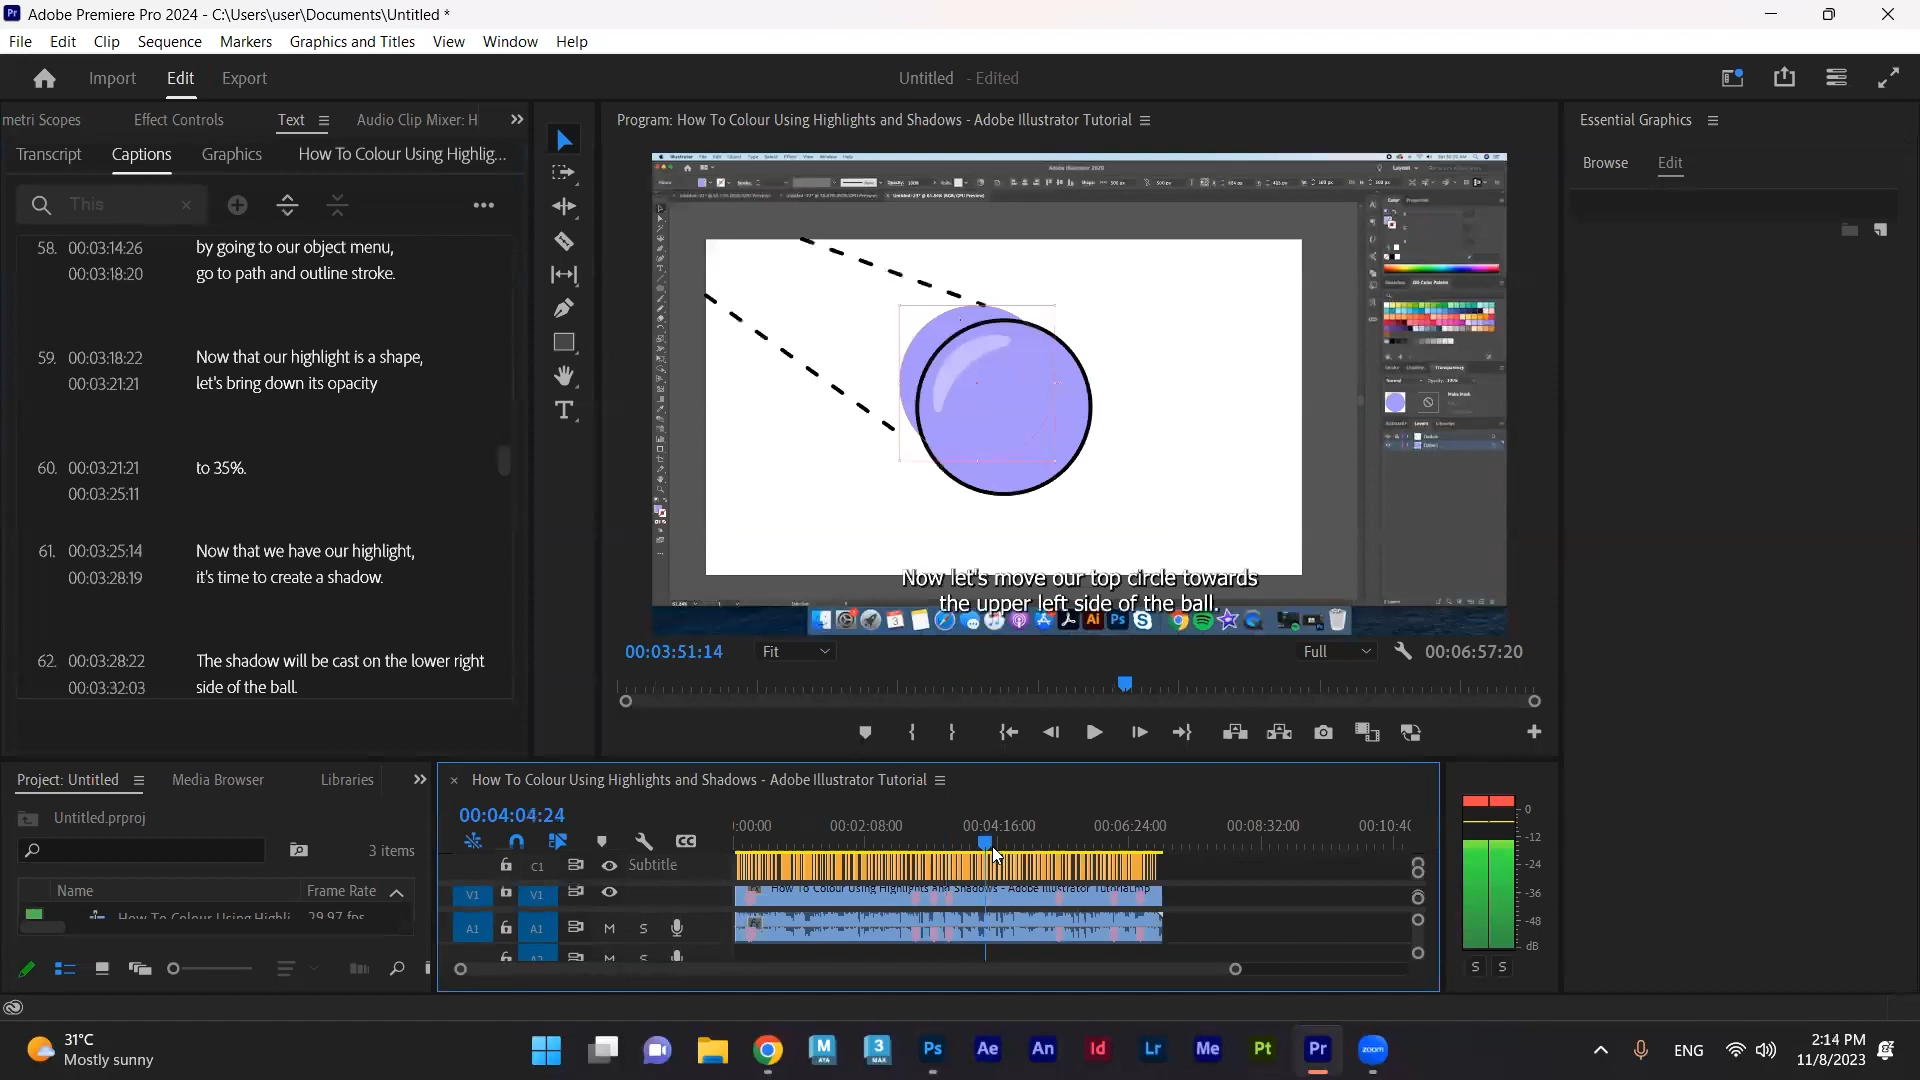 Adobe Premiere Pro 2024 - C:\Users\user\Documents\Untitled *
File Edit Clip Sequence Markers Graphics and Titles View Window Help
Import Edit Export
Untitled - Edited
metri Scopes Effect Controls Text Audio Clip Mixer: H
Transcript Captions Graphics How To Colour Using Highlig...
This
58. 00:03:14:26 by going to our object menu,
00:03:18:20 go to path and outline stroke.
59. 00:03:18:22 Now that our highlight is a shape,
00:03:21:21 let's bring down its opacity
60. 00:03:21:21 to 35%.
00:03:25:11
61. 00:03:25:14 Now that we have our highlight,
00:03:28:19 it's time to create a shadow.
62. 00:03:28:22 The shadow will be cast on the lower right
00:03:32:03 side of the ball.
Program: How To Colour Using Highlights and Shadows - Adobe Illustrator Tutorial
Now let's move our top circle towards
the upper left side of the ball.
00:03:51:14 Fit Full 00:06:57:20
Essential Graphics
Browse Edit
Project: Untitled Media Browser Libraries
Untitled.prproj
3 items
Name Frame Rate
How To Colour Using Highli 29.97 fps
How To Colour Using Highlights and Shadows - Adobe Illustrator Tutorial
00:04:04:24
:00:00 00:02:08:00 00:04:16:00 00:06:24:00 00:08:32:00 00:10:40
C1 Subtitle
V1 V1 How To Colour Using Highlights and Shadows - Adobe Illustrator Tutorial.mp
A1 A1 M S
A2 M S
0
-12
-24
-36
-48
dB
S S
31°C
Mostly sunny
M
AYA
3
MAX
Ps Ae An Id Lr Me Pt Pr zoom
ENG
2:14 PM
11/8/2023